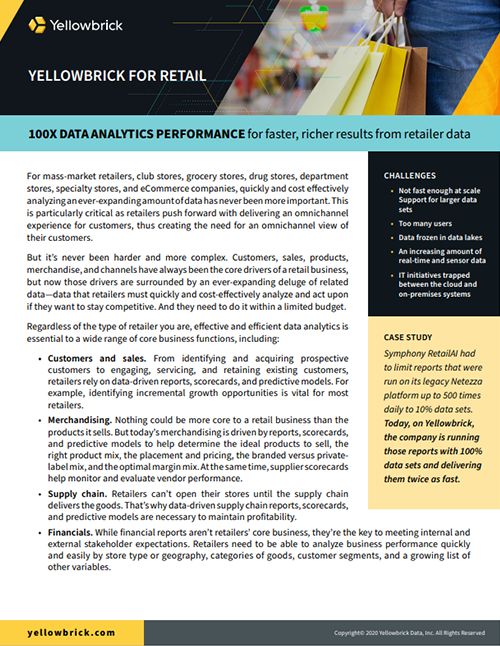 Yellowbrick
YELLOWBRICK FOR RETAIL
100X DATA ANALYTICS PERFORMANCE for faster, richer results from retailer data
For mass-market retailers, club stores, grocery stores, drug stores, department
stores, specialty stores, and eCommerce companies, quickly and cost effectively
analyzing an ever-expanding amount of data has never been more important. This
is particularly critical as retailers push forward with delivering an omnichannel
experience for customers, thus creating the need for an omnichannel view of
their customers.
But it's never been harder and more complex. Customers, sales, products,
merchandise, and channels have always been the core drivers of a retail business,
but now those drivers are surrounded by an ever-expanding deluge of related
data—data that retailers must quickly and cost-effectively analyze and act upon
if they want to stay competitive. And they need to do it within a limited budget.
Regardless of the type of retailer you are, effective and efficient data analytics is
essential to a wide range of core business functions, including:
• Customers and sales. From identifying and acquiring prospective
customers to engaging, servicing, and retaining existing customers,
retailers rely on data-driven reports, scorecards, and predictive models. For
example, identifying incremental growth opportunities is vital for most
retailers.
• Merchandising. Nothing could be more core to a retail business than the
products it sells. But today's merchandising is driven by reports, scorecards,
and predictive models to help determine the ideal products to sell, the
right product mix, the placement and pricing, the branded versus private-
label mix, and the optimal margin mix. At the same time, supplier scorecards
help monitor and evaluate vendor performance.
• Supply chain. Retailers can't open their stores until the supply chain
delivers the goods. That's why data-driven supply chain reports, scorecards,
and predictive models are necessary to maintain profitability.
• Financials. While financial reports aren't retailers' core business, they're the key to meeting internal and
external stakeholder expectations. Retailers need to be able to analyze business performance quickly
and easily by store type or geography, categories of goods, customer segments, and a growing list of
other variables.
CHALLENGES
• Not fast enough at scale
Support for larger data
sets
• Too many users
• Data frozen in data lakes
• An increasing amount of
real-time and sensor data
• IT initiatives trapped
between the cloud and
on-premises systems
CASE STUDY
Symphony RetailAI had
to limit reports that were
run on its legacy Netezza
platform up to 500 times
daily to 10% data sets.
Today, on Yellowbrick,
the company is running
those reports with 100%
data sets and delivering
them twice as fast.
yellowbrick.com
Copyright© 2020 Yellowbrick Data, Inc. All Rights Reserved